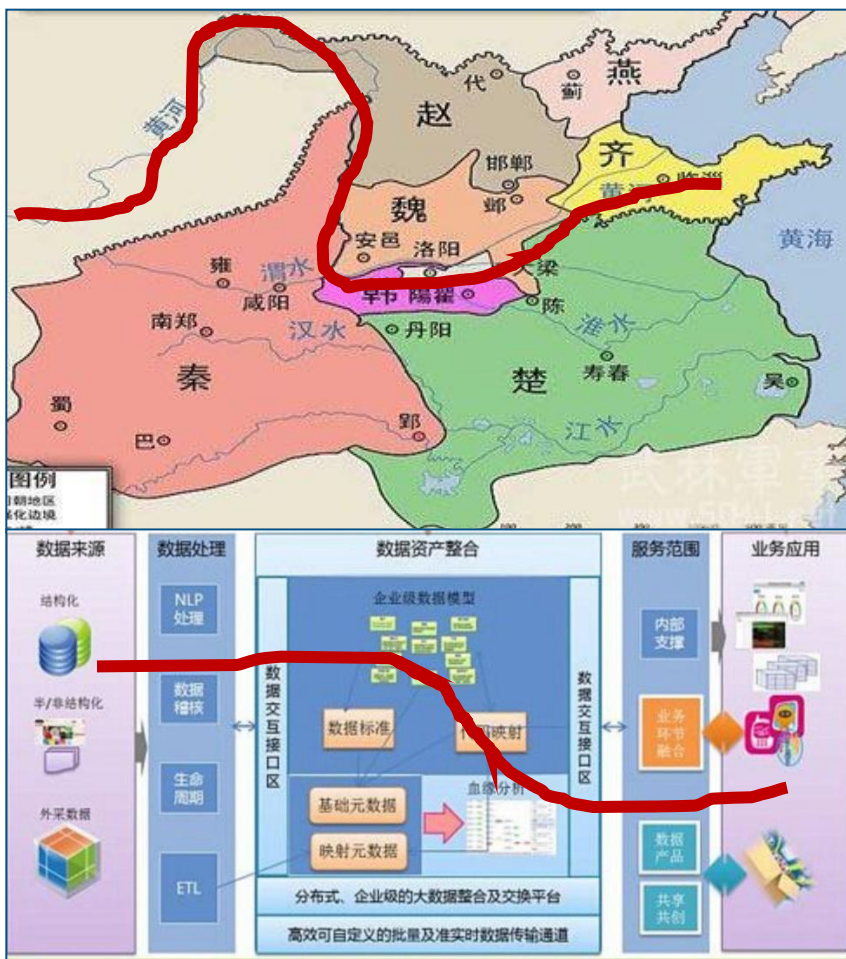 燕
蓟
代
赵
黄河
齐
邯郸
临淄
黄河
邺
魏
安邑
洛阳
黄海
雍
渭水
咸阳
韩
陽翟
大梁
陈
南郑
汉水
丹阳
淮水
秦
楚
寿春
吴
蜀
巴
郢
江水
图例
数据来源
数据处理
数据资产整合
服务范围
业务应用
结构化
NLP
处理
企业级数据模型
内部
支撑
数据交互接口区
数据交互接口区
半/非结构化
数据
稽核
数据标准
代码映射
业务
环节
融合
生命
周期
血缘分析
外采数据
基础元数据
映射元数据
数据
产品
ETL
共享
共创
分布式、企业级的大数据整合及交换平台
高效可自定义的批量及准实时数据传输通道